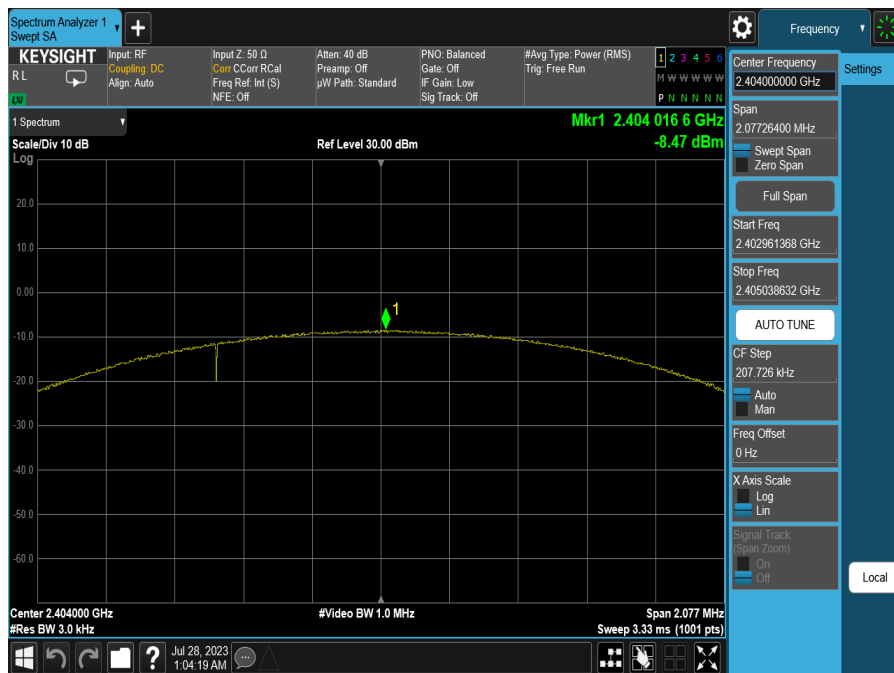 Spectrum Analyzer 1
Swept SA
+
Frequency
KEYSIGHT
R L
LXI
Input: RF
Coupling: DC
Align: Auto
Input Z: 50 Ω
Corr CCorr RCal
Freq Ref: Int (S)
NFE: Off
Atten: 40 dB
Preamp: Off
µW Path: Standard
PNO: Balanced
Gate: Off
IF Gain: Low
Sig Track: Off
#Avg Type: Power (RMS)
Trig: Free Run
1 2 3 4 5 6
M W W W W W
P N N N N N
Center Frequency
2.404000000 GHz
Settings
Span
2.07726400 MHz
Swept Span
Zero Span
Full Span
Start Freq
2.402961368 GHz
Stop Freq
2.405038632 GHz
AUTO TUNE
CF Step
207.726 kHz
Auto
Man
Freq Offset
0 Hz
X Axis Scale
Log
Lin
Signal Track
(Span Zoom)
On
Off
Local
1 Spectrum
Scale/Div 10 dB
Log
Ref Level 30.00 dBm
Mkr1 2.404 016 6 GHz
-8.47 dBm
20.0
10.0
0.00
1
-10.0
-20.0
-30.0
-40.0
-50.0
-60.0
Center 2.404000 GHz
#Video BW 1.0 MHz
Span 2.077 MHz
#Res BW 3.0 kHz
Sweep 3.33 ms (1001 pts)
?
Jul 28, 2023
1:04:19 AM